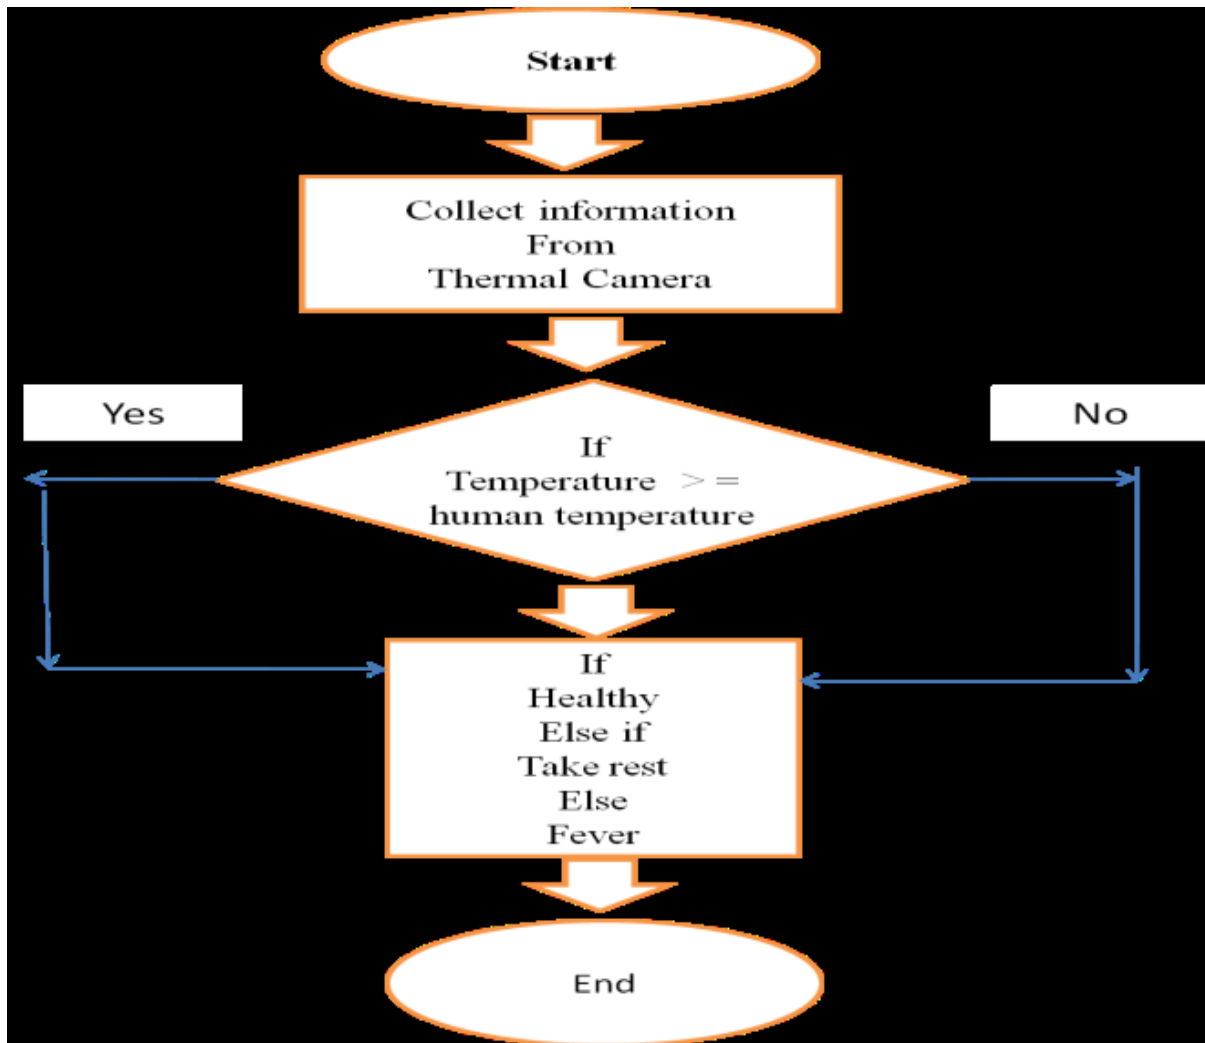 Start
Collect information
From
Thermal Camera
Yes
No
If
Temperature >=
human temperature
If
Healthy
Else if
Take rest
Else
Fever
End